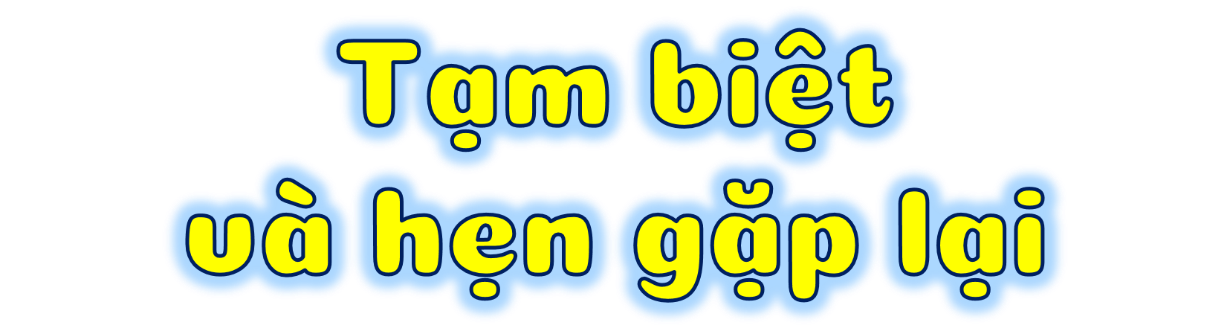 Tạm biệt
và hẹn gặp lại